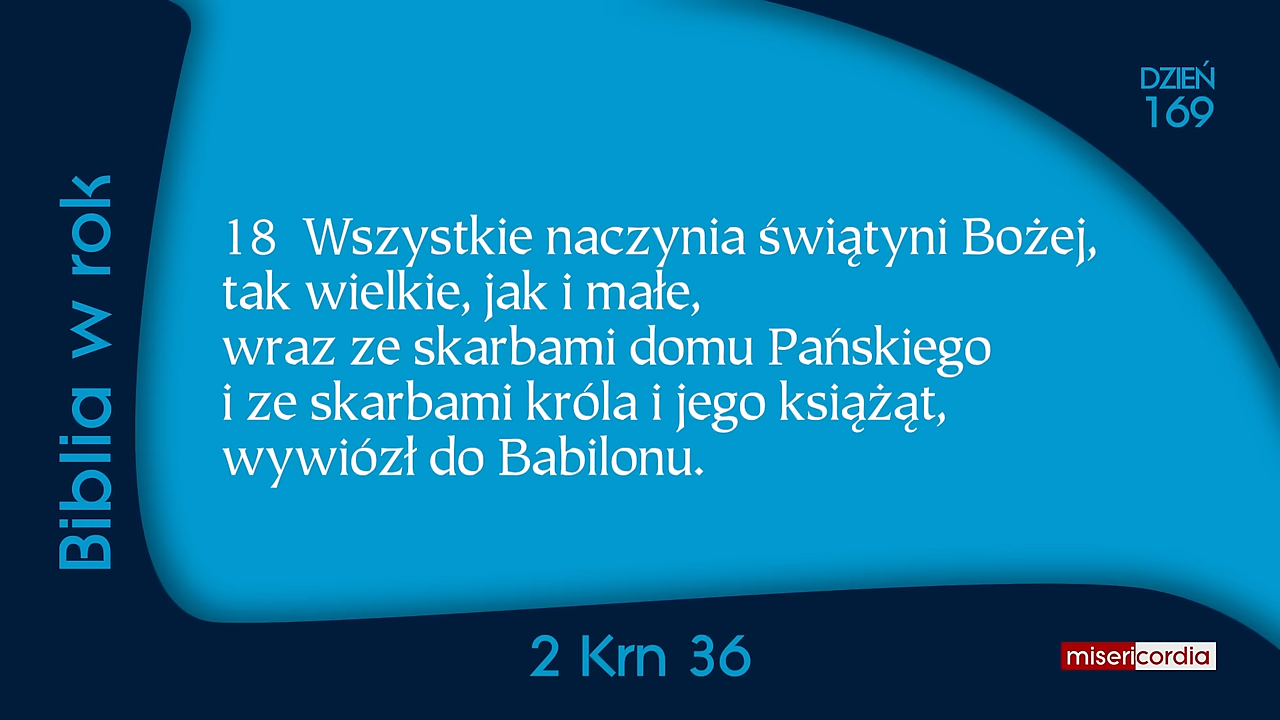 DZIEŃ
169
Biblia w rok
18 Wszystkie naczynia świątyni Bożej,
tak wielkie, jak i małe,
wraz ze skarbami domu Pańskiego
i ze skarbami króla i jego książąt,
wywiózł do Babilonu.
2 Krn 36
misericordia